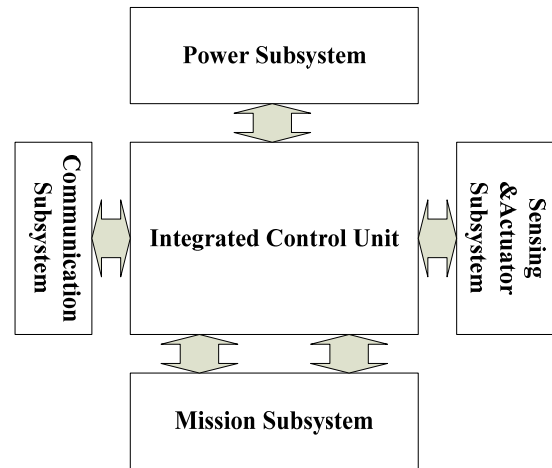 Power Subsystem
Communication
Subsystem
Integrated Control Unit
Sensing
&Actuator
Subsystem
Mission Subsystem